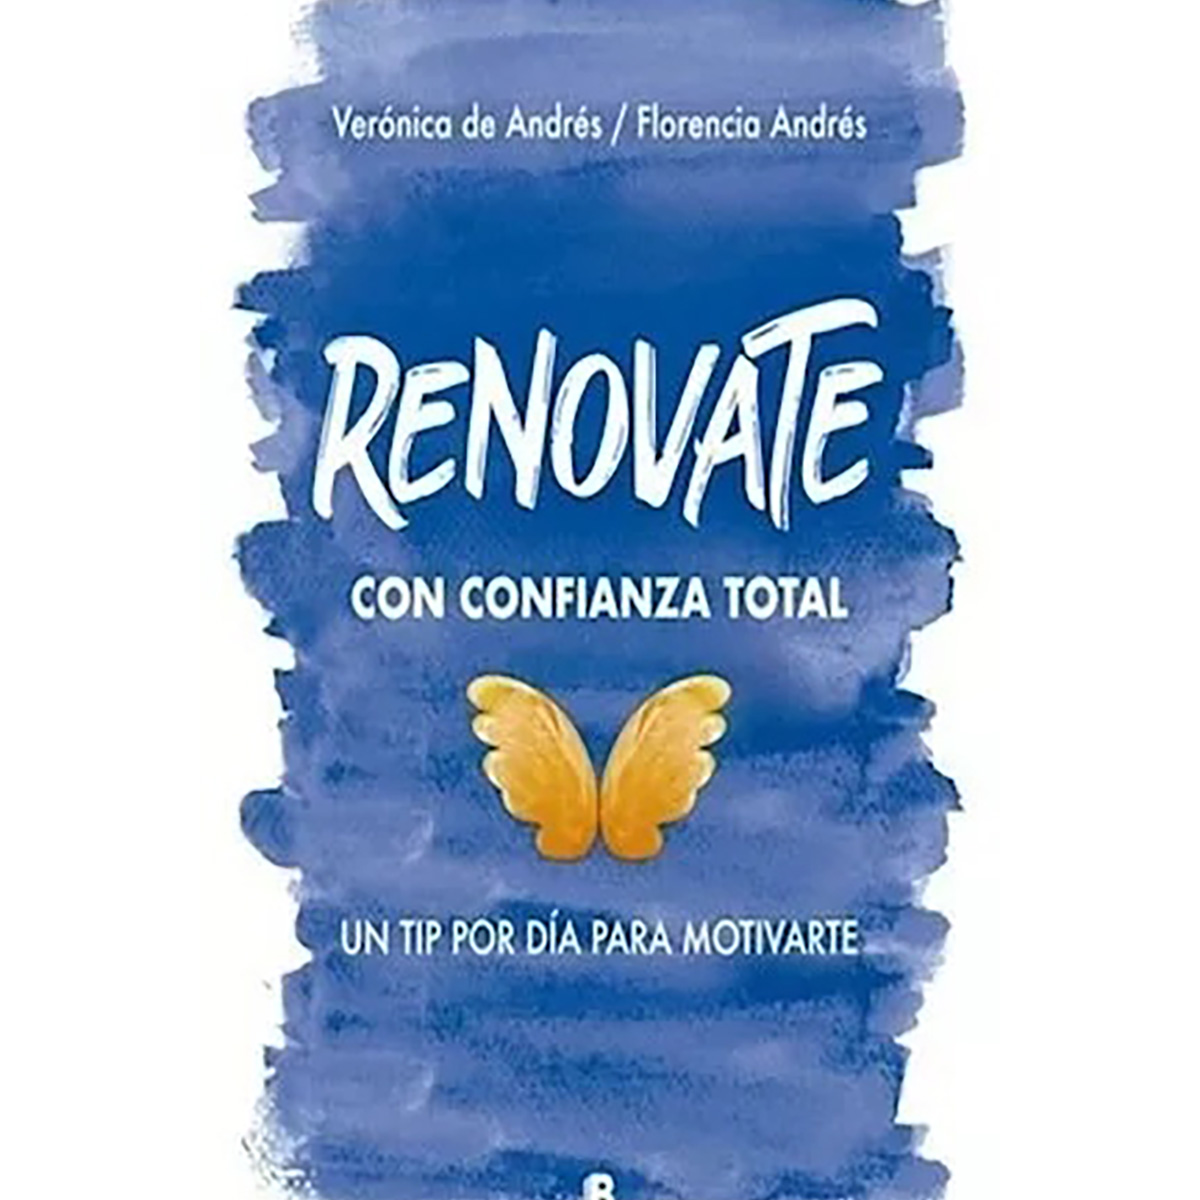 Verónica de Andrés / Florencia Andrés
RENOVATE
CON CONFIANZA TOTAL
UN TIP POR DÍA PARA MOTIVARTE
B